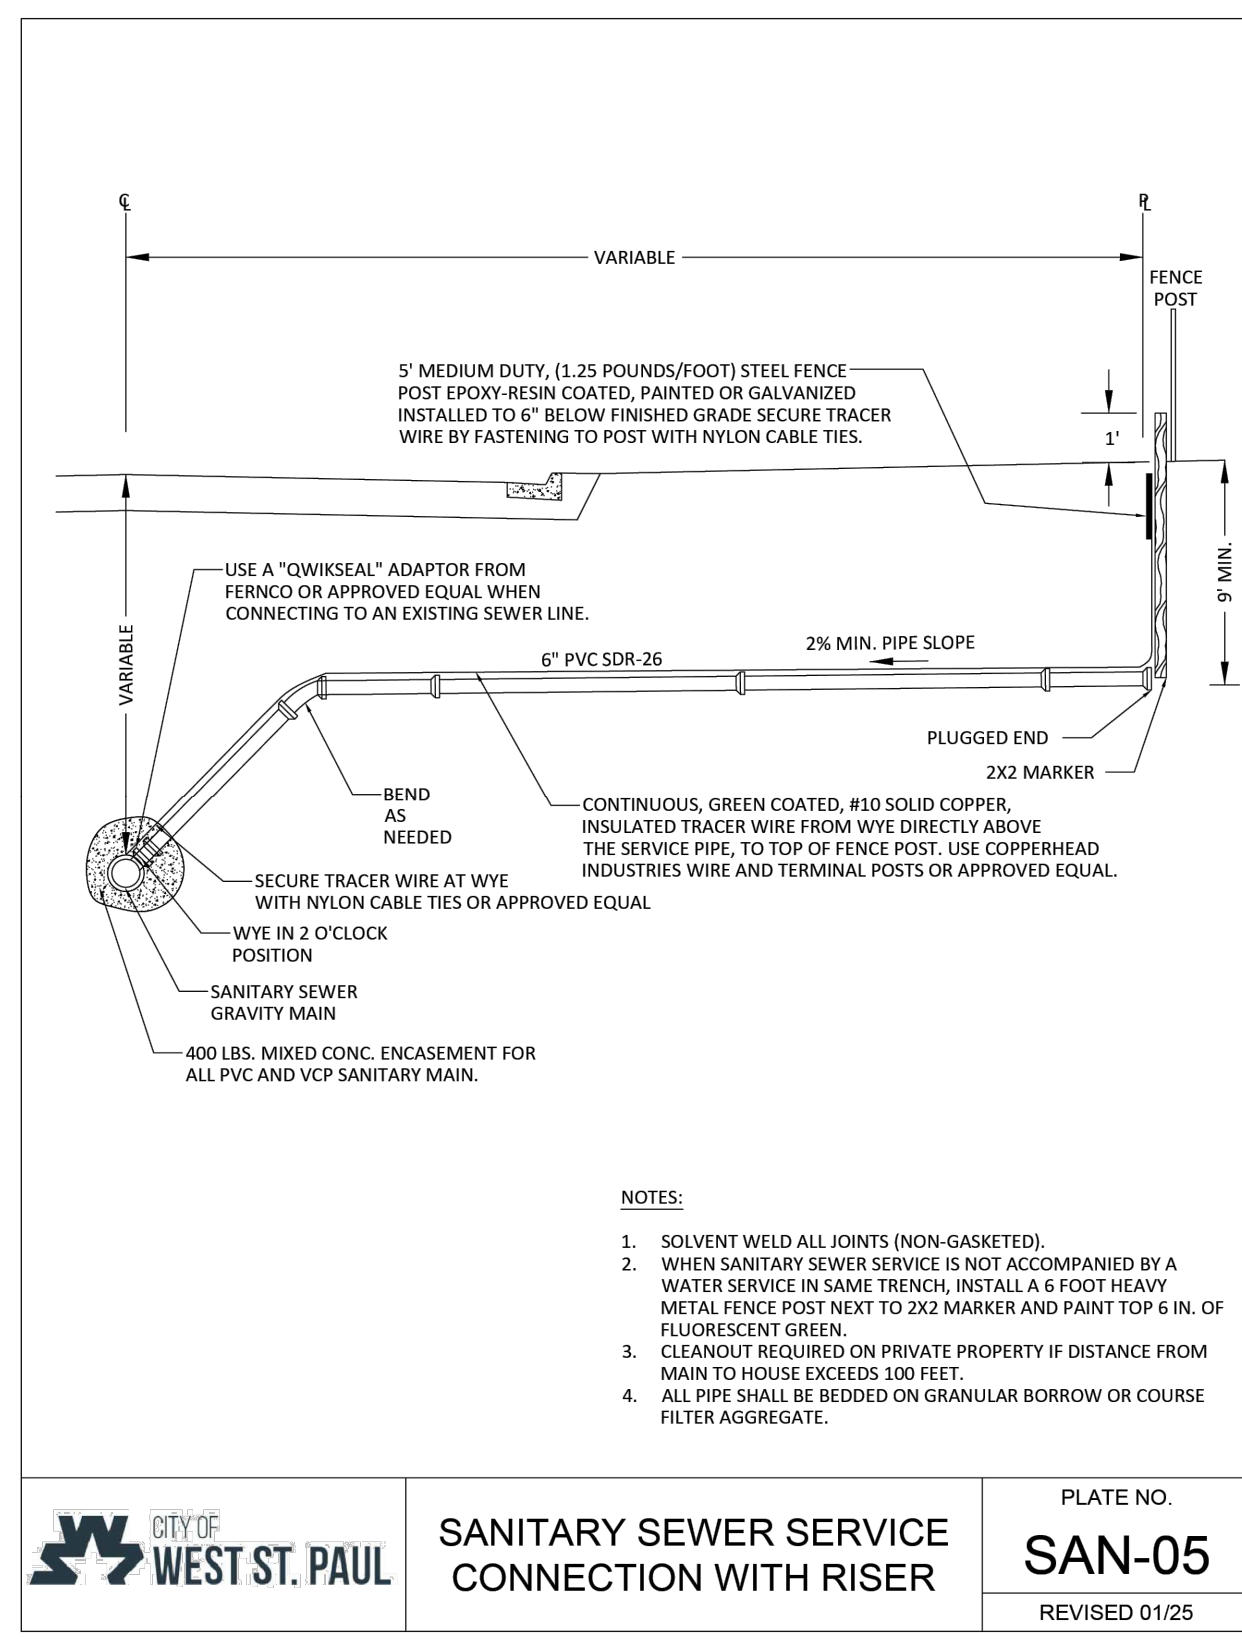 ℄
PL
VARIABLE
FENCE
POST
5' MEDIUM DUTY, (1.25 POUNDS/FOOT) STEEL FENCE
POST EPOXY-RESIN COATED, PAINTED OR GALVANIZED
INSTALLED TO 6" BELOW FINISHED GRADE SECURE TRACER
WIRE BY FASTENING TO POST WITH NYLON CABLE TIES.
1'
9' MIN.
USE A "QWIKSEAL" ADAPTOR FROM
FERNCO OR APPROVED EQUAL WHEN
CONNECTING TO AN EXISTING SEWER LINE.
VARIABLE
6" PVC SDR-26
2% MIN. PIPE SLOPE
PLUGGED END
2X2 MARKER
BEND
AS
NEEDED
CONTINUOUS, GREEN COATED, #10 SOLID COPPER,
INSULATED TRACER WIRE FROM WYE DIRECTLY ABOVE
THE SERVICE PIPE, TO TOP OF FENCE POST. USE COPPERHEAD
INDUSTRIES WIRE AND TERMINAL POSTS OR APPROVED EQUAL.
SECURE TRACER WIRE AT WYE
WITH NYLON CABLE TIES OR APPROVED EQUAL
WYE IN 2 O'CLOCK
POSITION
SANITARY SEWER
GRAVITY MAIN
400 LBS. MIXED CONC. ENCASEMENT FOR
ALL PVC AND VCP SANITARY MAIN.
NOTES:
1. SOLVENT WELD ALL JOINTS (NON-GASKETED).
2. WHEN SANITARY SEWER SERVICE IS NOT ACCOMPANIED BY A
WATER SERVICE IN SAME TRENCH, INSTALL A 6 FOOT HEAVY
METAL FENCE POST NEXT TO 2X2 MARKER AND PAINT TOP 6 IN. OF
FLUORESCENT GREEN.
3. CLEANOUT REQUIRED ON PRIVATE PROPERTY IF DISTANCE FROM
MAIN TO HOUSE EXCEEDS 100 FEET.
4. ALL PIPE SHALL BE BEDDED ON GRANULAR BORROW OR COURSE
FILTER AGGREGATE.
CITY OF
WEST ST. PAUL
SANITARY SEWER SERVICE
CONNECTION WITH RISER
PLATE NO.
SAN-05
REVISED 01/25